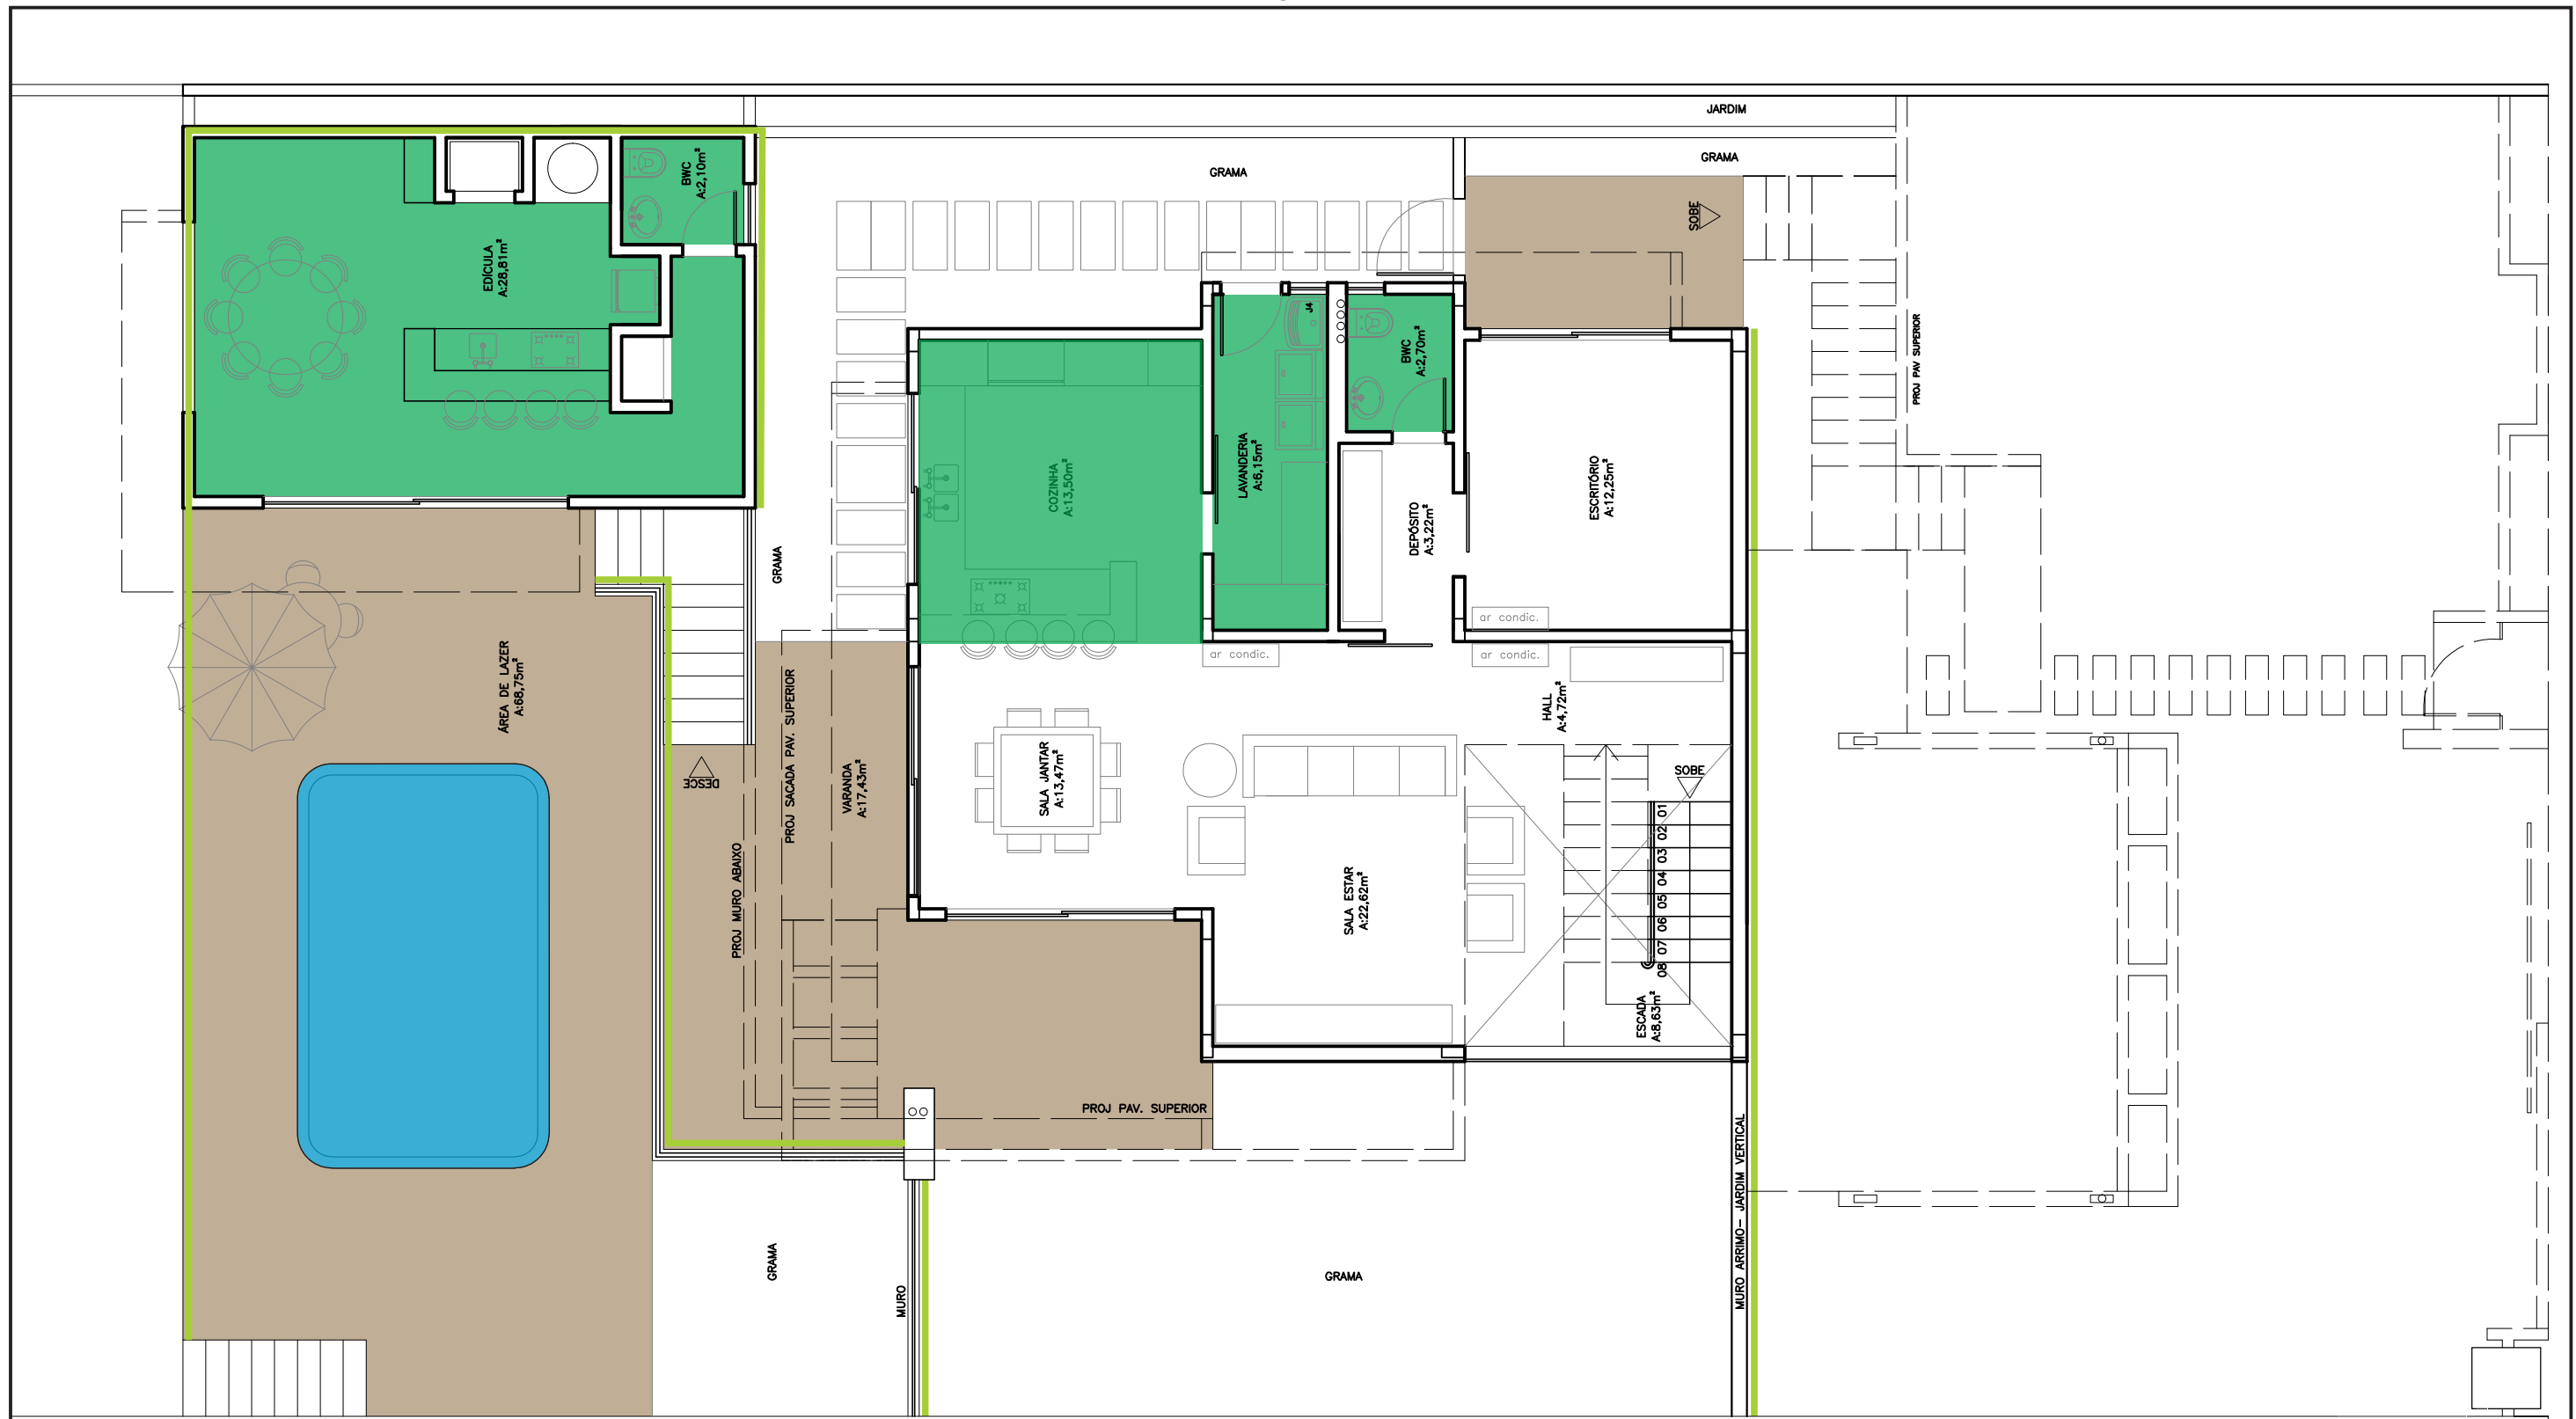 JARDIM
GRAMA
GRAMA
BWC
A:2,10m²
SOBE
EDÍCULA
A:28,81m²
J4
BWC
A:2,70m²
PROJ PAV SUPERIOR
LAVANDERIA
A:6,15m²
COZINHA
A:13,50m²
ESCRITÓRIO
A:12,25m²
DEPÓSITO
A:3,22m²
GRAMA
ar condic.
ar condic.
ar condic.
ÁREA DE LAZER
A:68,75m²
PROJ SACADA PAV. SUPERIOR
HALL
A:4,72m²
DESCE
VARANDA
A:17,43m²
SALA JANTAR
A:13,47m²
SOBE
PROJ MURO ABAIXO
SALA ESTAR
A:22,62m²
08 07 06 05 04 03 02 01
ESCADA
A:8,63m²
PROJ PAV. SUPERIOR
MURO ARRIMO- JARDIM VERTICAL
GRAMA
MURO
GRAMA